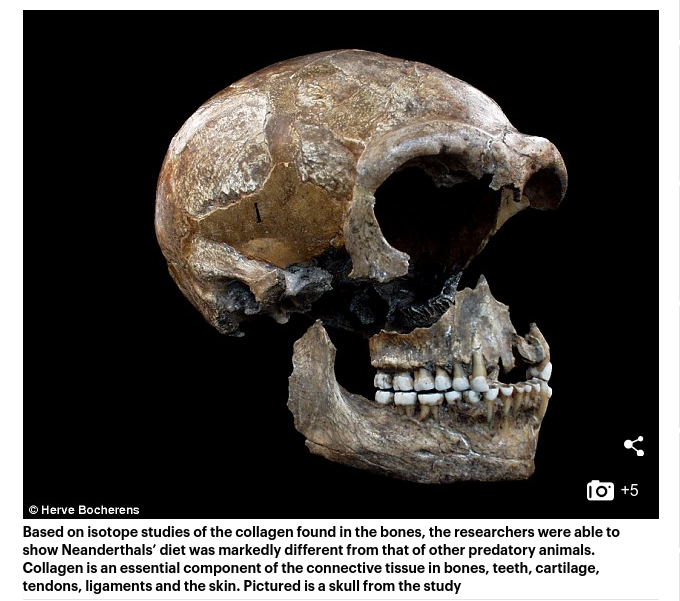 +5
© Herve Bocherens
Based on isotope studies of the collagen found in the bones, the researchers were able to
show Neanderthals’ diet was markedly different from that of other predatory animals.
Collagen is an essential component of the connective tissue in bones, teeth, cartilage,
tendons, ligaments and the skin. Pictured is a skull from the study